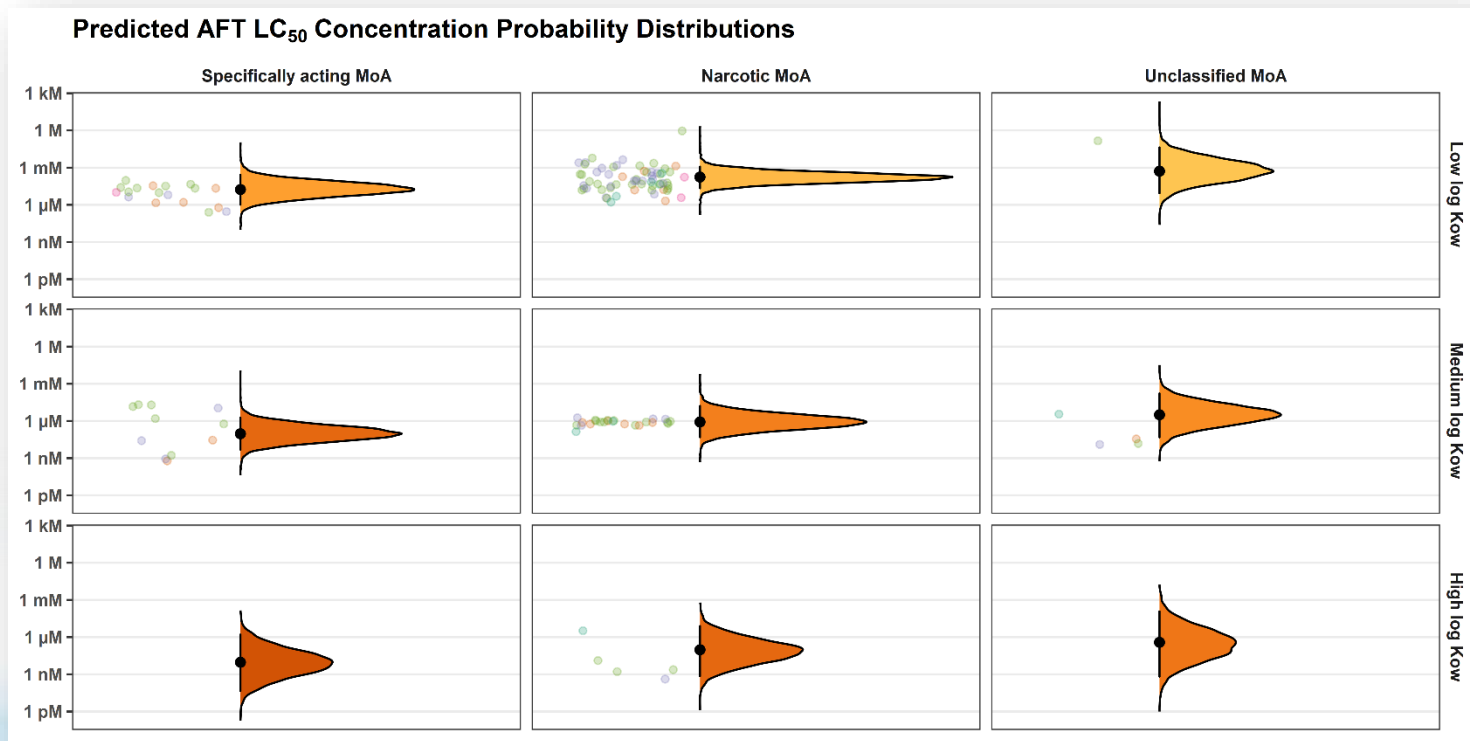 Predicted AFT LC₅₀ Concentration Probability Distributions
Specifically acting MoA
Narcotic MoA
Unclassified MoA
1 kM
1 M
1 mM
1 µM
1 nM
1 pM
Low log Kow
1 kM
1 M
1 mM
1 µM
1 nM
1 pM
Medium log Kow
1 kM
1 M
1 mM
1 µM
1 nM
1 pM
High log Kow